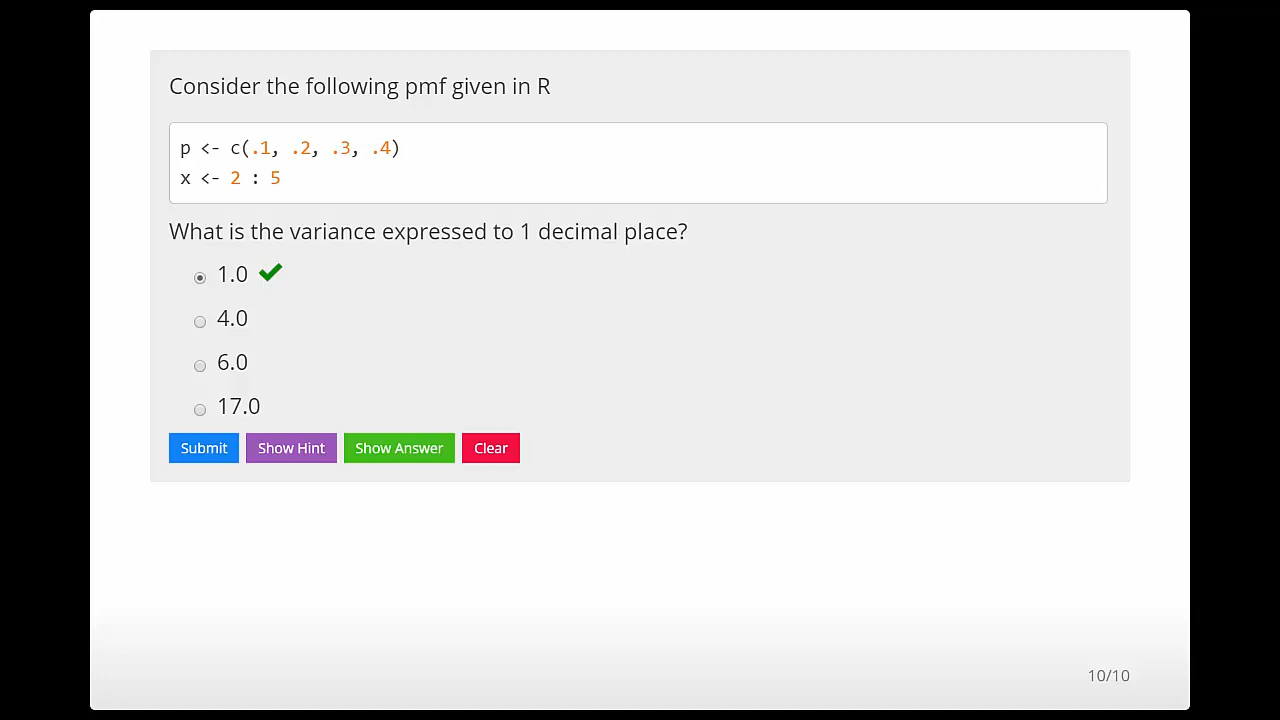 Consider the following pmf given in R
p <- c(.1, .2, .3, .4)
x <- 2 : 5
What is the variance expressed to 1 decimal place?
1.0
4.0
6.0
17.0
Submit Show Hint Show Answer Clear
10/10